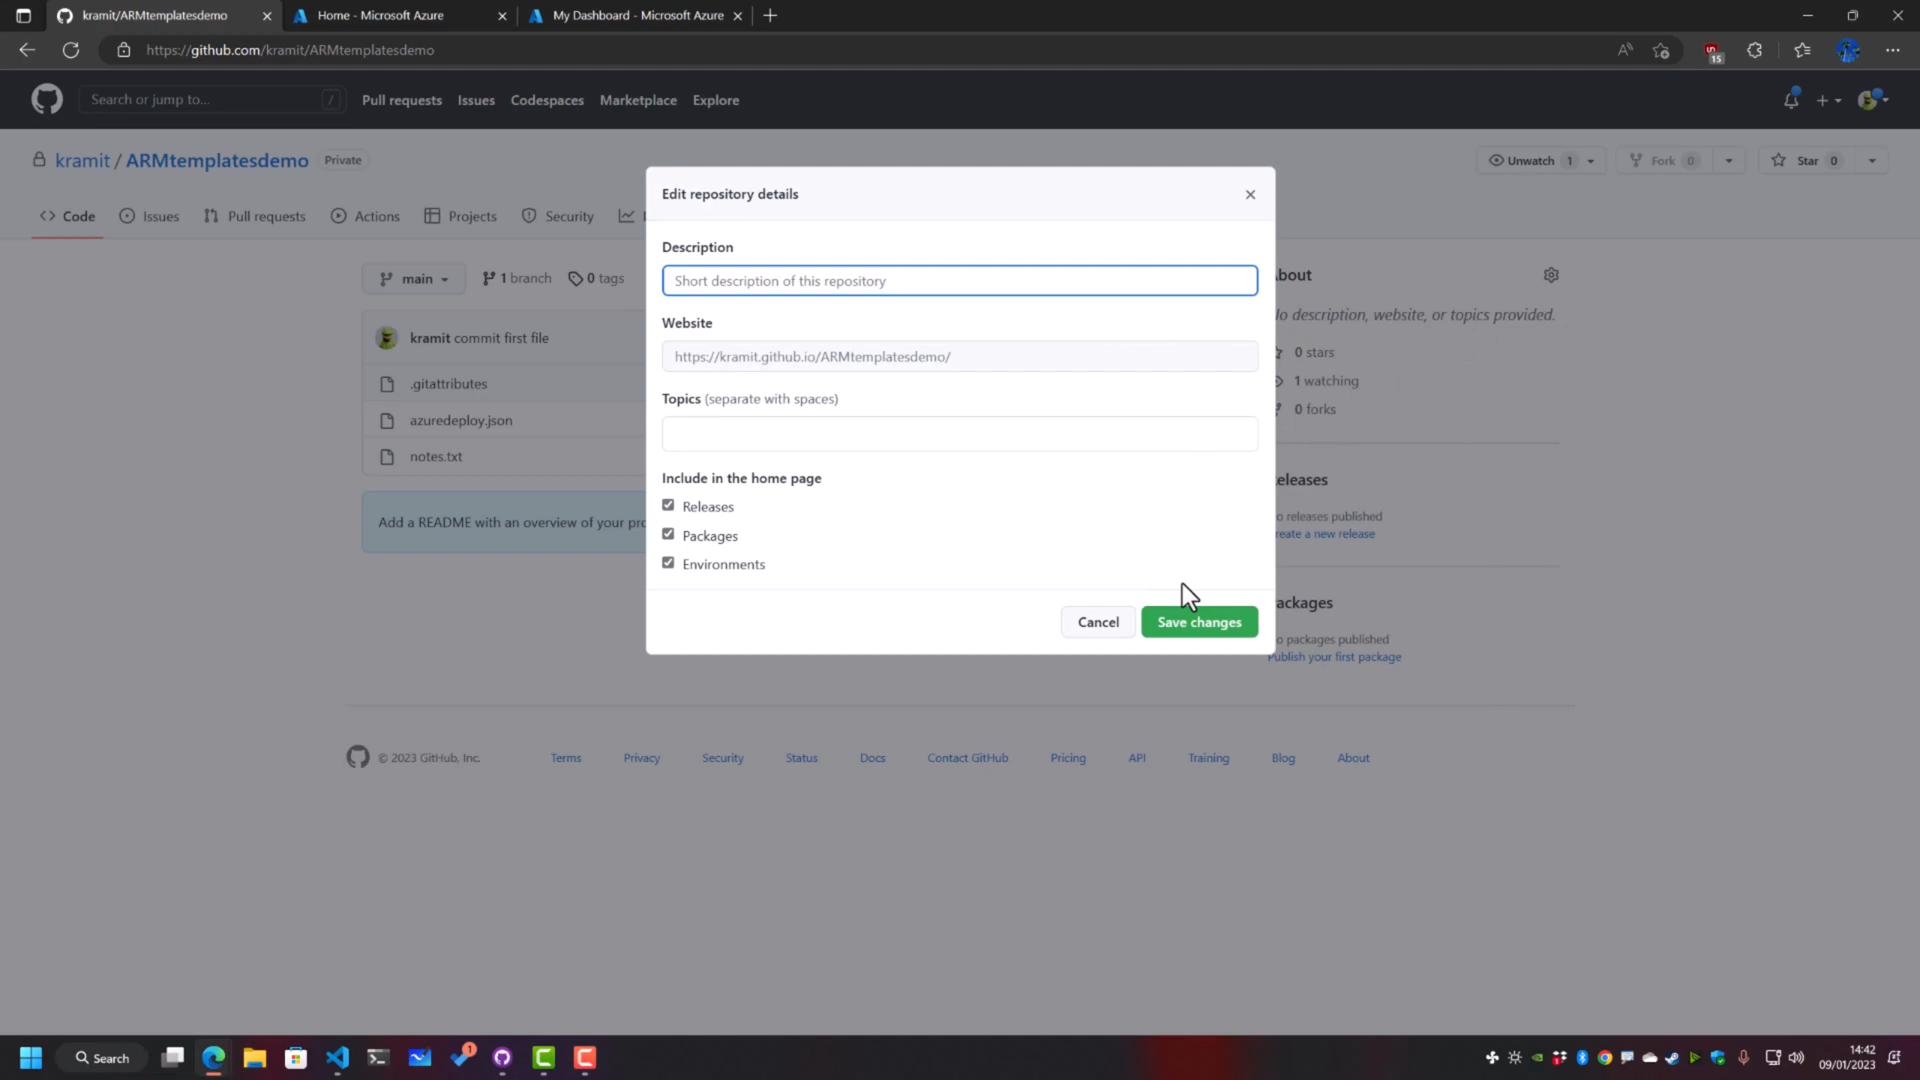 kramit/ARMtemplatesdemo
Home - Microsoft Azure
My Dashboard - Microsoft Azure
https://github.com/kramit/ARMtemplatesdemo
15
Search or jump to...
/
Pull requests
Issues
Codespaces
Marketplace
Explore
kramit / ARMtemplatesdemo
Private
Unwatch 1
Fork 0
Star 0
Code
Issues
Pull requests
Actions
Projects
Security
Edit repository details
Description
Short description of this repository
Website
https://kramit.github.io/ARMtemplatesdemo/
Topics (separate with spaces)
Include in the home page
Releases
Packages
Environments
Cancel
Save changes
main
1 branch
0 tags
kramit commit first file
.gitattributes
azuredeploy.json
notes.txt
Add a README with an overview of your pro
bout
o description, website, or topics provided.
0 stars
1 watching
0 forks
eleases
o releases published
reate a new release
ackages
o packages published
Publish your first package
© 2023 GitHub, Inc.
Terms
Privacy
Security
Status
Docs
Contact GitHub
Pricing
API
Training
Blog
About
Search
1
14:42
09/01/2023